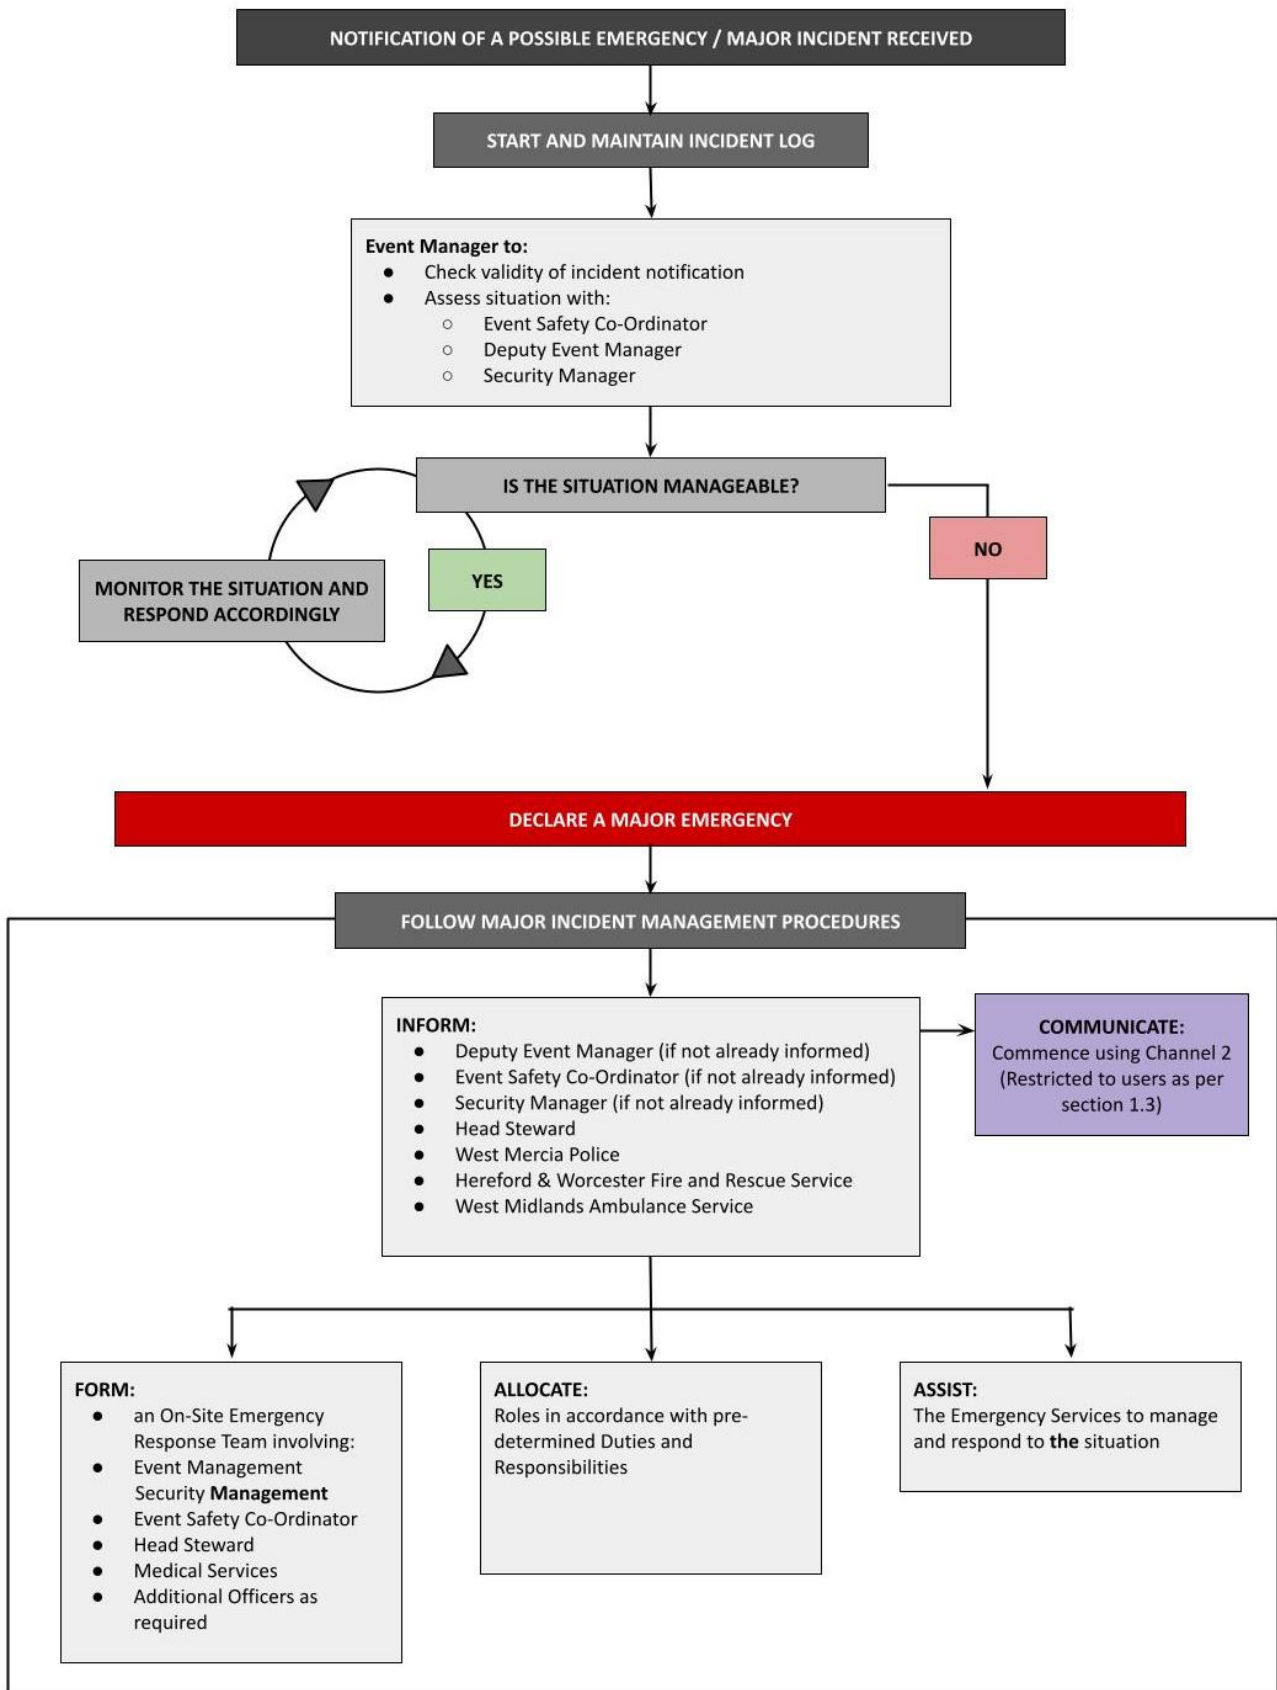 NOTIFICATION OF A POSSIBLE EMERGENCY / MAJOR INCIDENT RECEIVED
START AND MAINTAIN INCIDENT LOG
Event Manager to:
● Check validity of incident notification
● Assess situation with:
○ Event Safety Co-Ordinator
○ Deputy Event Manager
○ Security Manager
IS THE SITUATION MANAGEABLE?
NO
YES
MONITOR THE SITUATION AND
RESPOND ACCORDINGLY
DECLARE A MAJOR EMERGENCY
FOLLOW MAJOR INCIDENT MANAGEMENT PROCEDURES
INFORM:
● Deputy Event Manager (if not already informed)
● Event Safety Co-Ordinator (if not already informed)
● Security Manager (if not already informed)
● Head Steward
● West Mercia Police
● Hereford & Worcester Fire and Rescue Service
● West Midlands Ambulance Service
COMMUNICATE:
Commence using Channel 2
(Restricted to users as per
section 1.3)
FORM:
● an On-Site Emergency
Response Team involving:
● Event Management
Security Management
● Event Safety Co-Ordinator
● Head Steward
● Medical Services
● Additional Officers as
required
ALLOCATE:
Roles in accordance with pre-
determined Duties and
Responsibilities
ASSIST:
The Emergency Services to manage
and respond to the situation